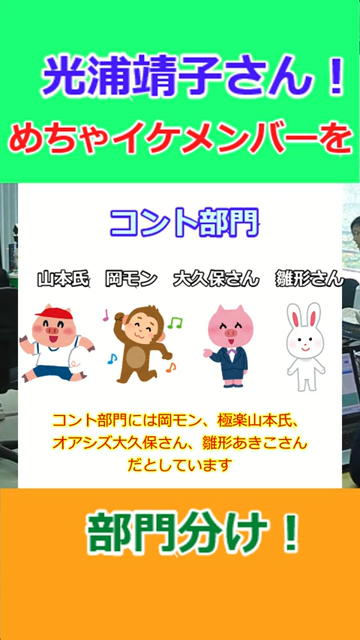 光浦靖子さん！
めちゃイケメンバーを
コント部門
山本氏 岡モン 大久保さん 雛形さん
コント部門には岡モン、極楽山本氏、
オアシズ大久保さん、雛形あきこさん
だとしています
部門分け！